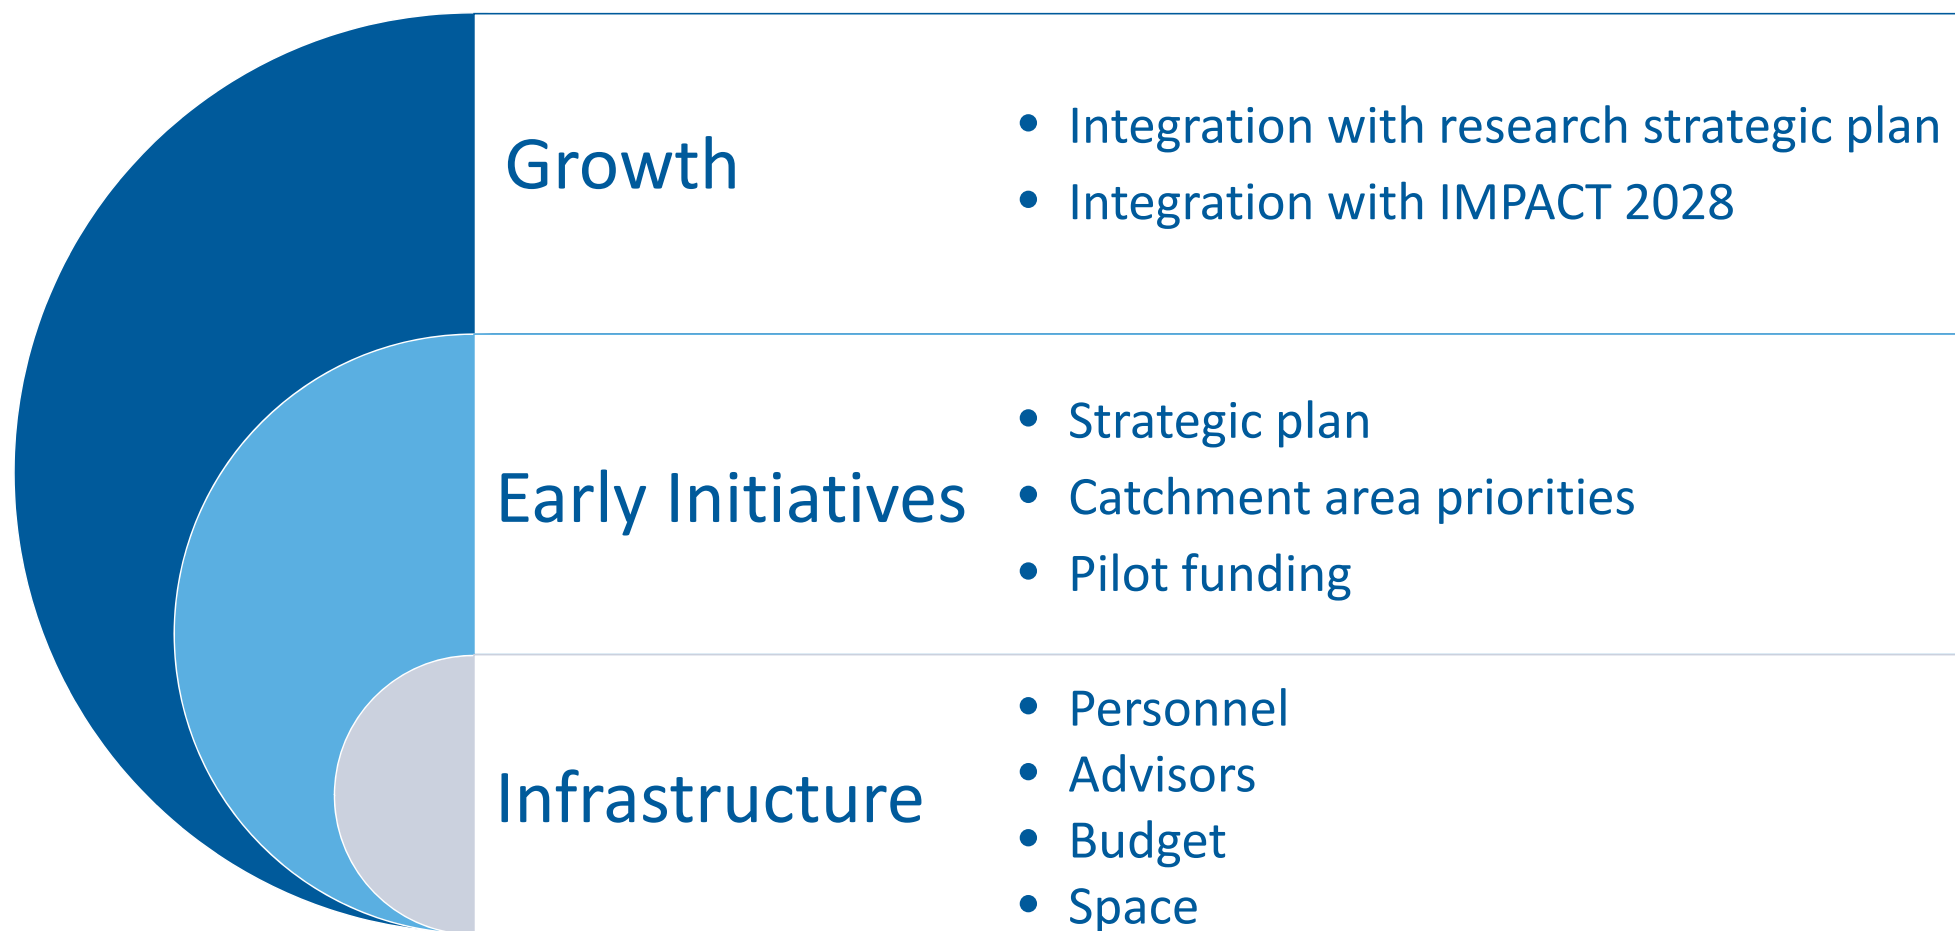 Growth
• Integration with research strategic plan
• Integration with IMPACT 2028
Early Initiatives
• Strategic plan
• Catchment area priorities
• Pilot funding
Infrastructure
• Personnel
• Advisors
• Budget
• Space